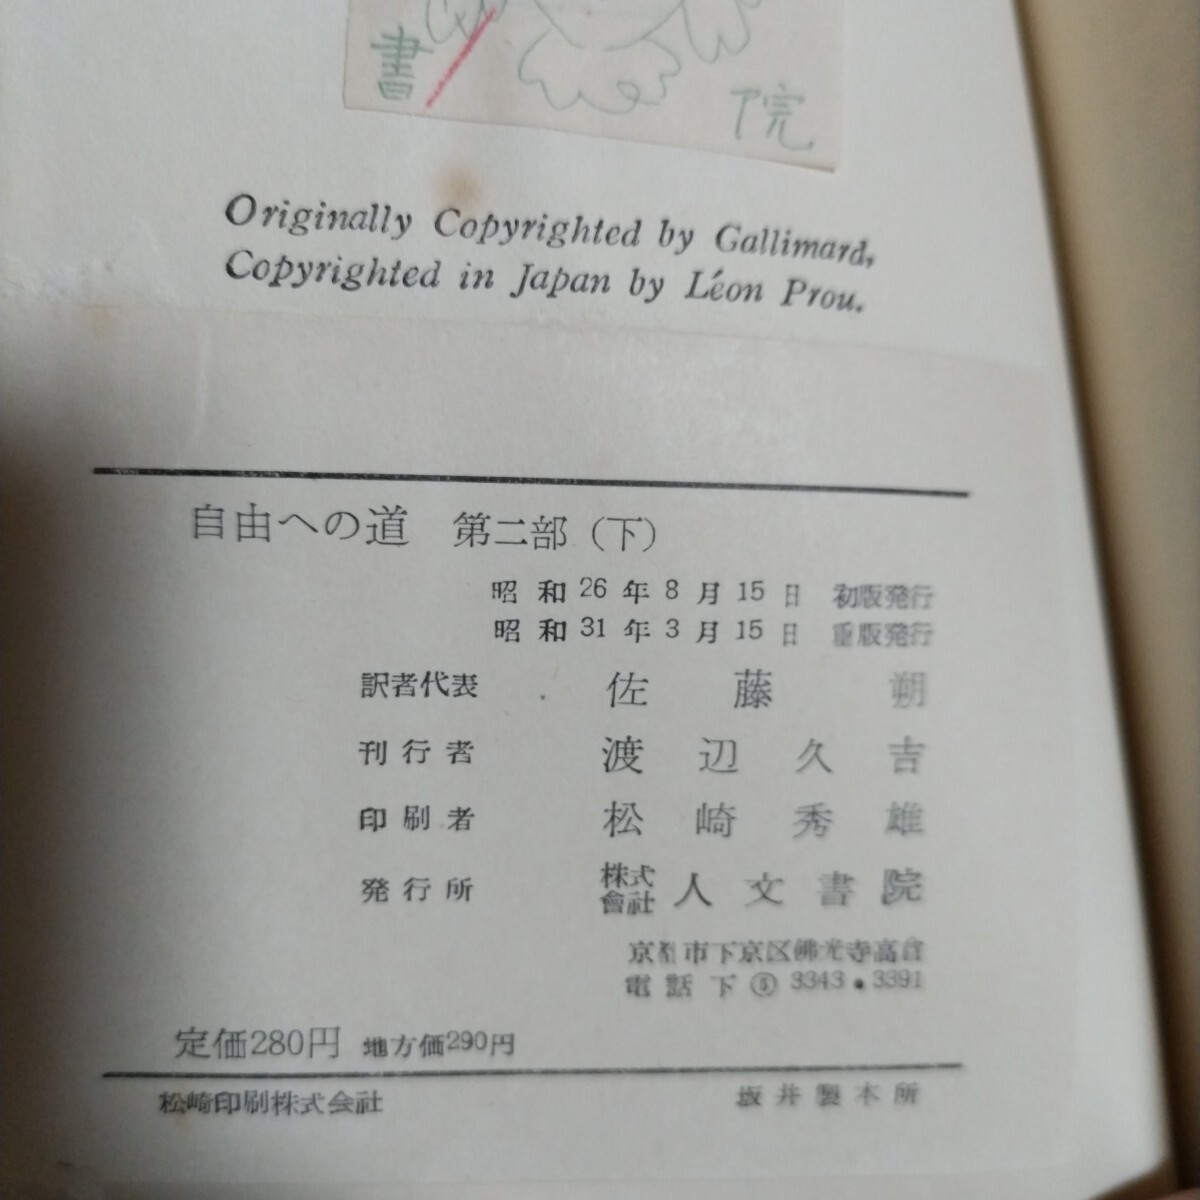 書 院
Originally Copyrighted by Gallimard,
Copyrighted in Japan by Léon Prou.
自由への道 第二部(下)
昭和26年8月15日 初版発行
昭和31年3月15日 重版発行
訳者代表 佐藤朔
刊行者 渡辺久吉
印刷者 松崎秀雄
発行所 株式會社 人文書院
京都市下京区佛光寺高倉
電話下⑤3343・3391
定価280円 地方価290円
松崎印刷株式会社 坂井製本所